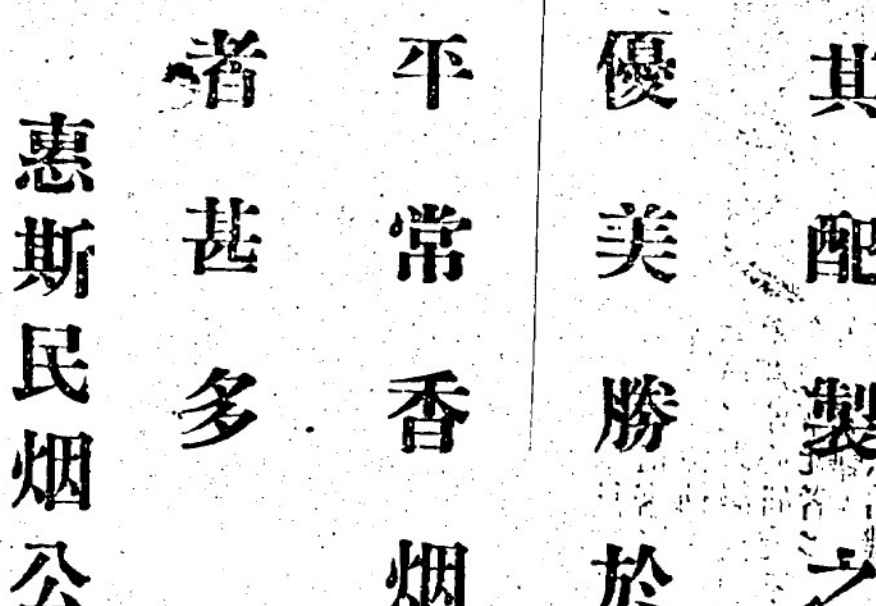 其配製之
優美勝於
平常香烟
者甚多
惠斯民烟公